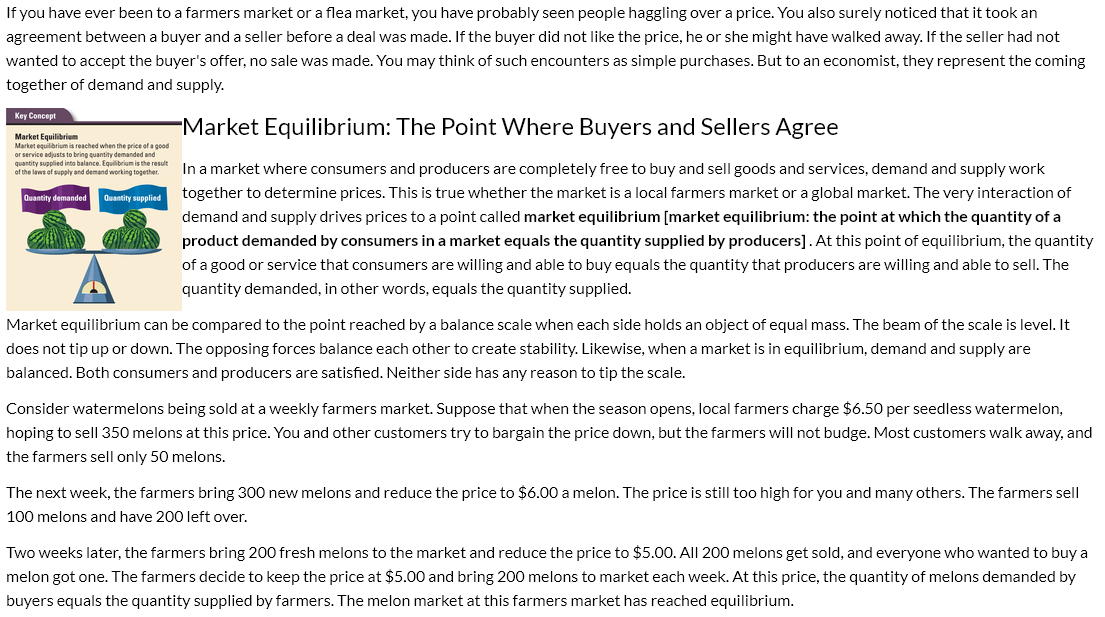 If you have ever been to a farmers market or a flea market, you have probably seen people haggling over a price. You also surely noticed that it took an
agreement between a buyer and a seller before a deal was made. If the buyer did not like the price, he or she might have walked away. If the seller had not
wanted to accept the buyer's offer, no sale was made. You may think of such encounters as simple purchases. But to an economist, they represent the coming
together of demand and supply.
Key Concept
Market Equilibrium
Market equilibrium is reached when the price of a good
or service adjusts to bring quantity demanded and
quantity supplied into balance. Equilibrium is the result
of the laws of supply and demand working together.
Quantity demanded
Quantity supplied
Market Equilibrium: The Point Where Buyers and Sellers Agree
In a market where consumers and producers are completely free to buy and sell goods and services, demand and supply work
together to determine prices. This is true whether the market is a local farmers market or a global market. The very interaction of
demand and supply drives prices to a point called market equilibrium [market equilibrium: the point at which the quantity of a
product demanded by consumers in a market equals the quantity supplied by producers] . At this point of equilibrium, the quantity
of a good or service that consumers are willing and able to buy equals the quantity that producers are willing and able to sell. The
quantity demanded, in other words, equals the quantity supplied.
Market equilibrium can be compared to the point reached by a balance scale when each side holds an object of equal mass. The beam of the scale is level. It
does not tip up or down. The opposing forces balance each other to create stability. Likewise, when a market is in equilibrium, demand and supply are
balanced. Both consumers and producers are satisfied. Neither side has any reason to tip the scale.
Consider watermelons being sold at a weekly farmers market. Suppose that when the season opens, local farmers charge $6.50 per seedless watermelon,
hoping to sell 350 melons at this price. You and other customers try to bargain the price down, but the farmers will not budge. Most customers walk away, and
the farmers sell only 50 melons.
The next week, the farmers bring 300 new melons and reduce the price to $6.00 a melon. The price is still too high for you and many others. The farmers sell
100 melons and have 200 left over.
Two weeks later, the farmers bring 200 fresh melons to the market and reduce the price to $5.00. All 200 melons get sold, and everyone who wanted to buy a
melon got one. The farmers decide to keep the price at $5.00 and bring 200 melons to market each week. At this price, the quantity of melons demanded by
buyers equals the quantity supplied by farmers. The melon market at this farmers market has reached equilibrium.